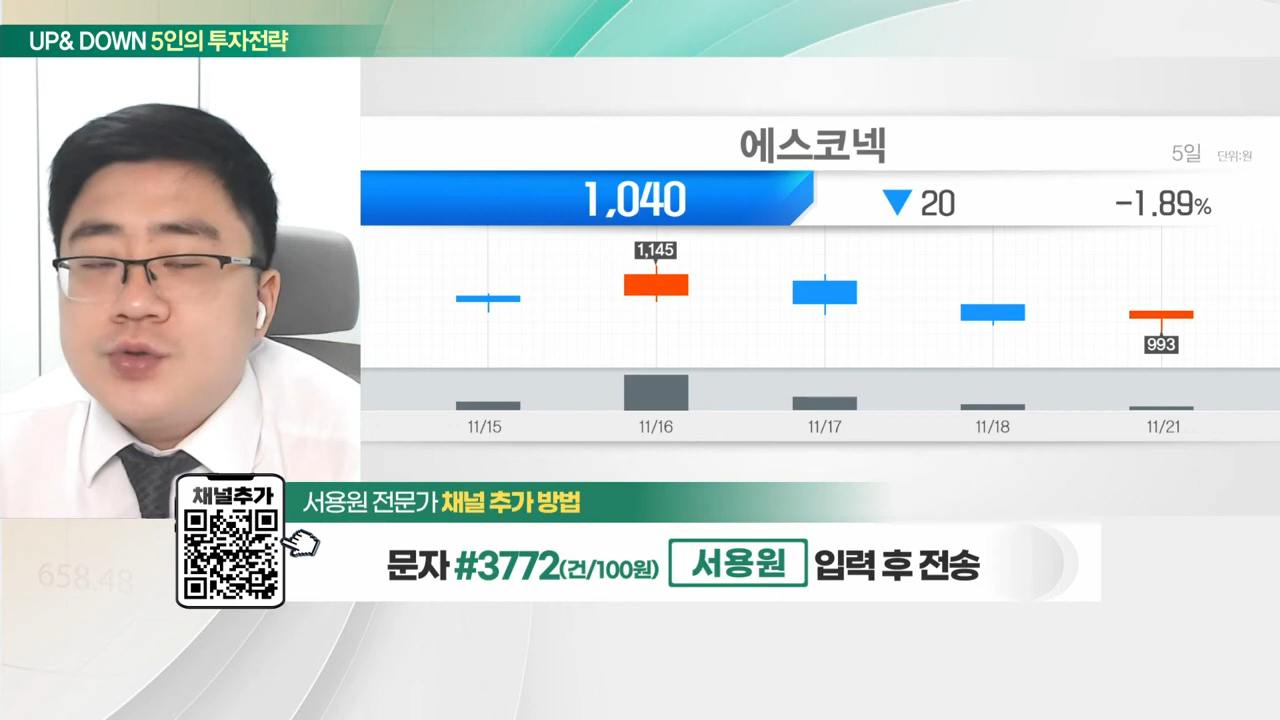 UP& DOWN 5인의 투자전략
에스코넥
5일 단위:원
1,040 ▼20 -1.89%
1,145
993
11/15 11/16 11/17 11/18 11/21
채널추가
서용원 전문가 채널 추가 방법
문자 #3772(건/100원) 서용원 입력 후 전송
658.48